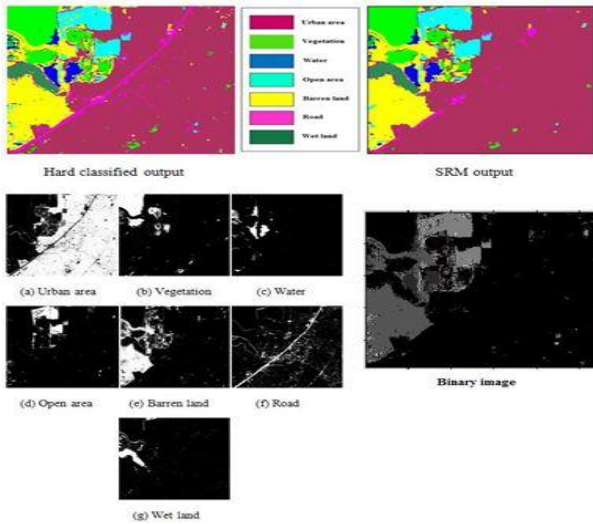 Urban area
Vegetation
Water
Open area
Barren land
Road
Wet land
Hard classified output
SRM output
(a) Urban area
(b) Vegetation
(c) Water
(d) Open area
(e) Barren land
(f) Road
Binary image
(g) Wet land